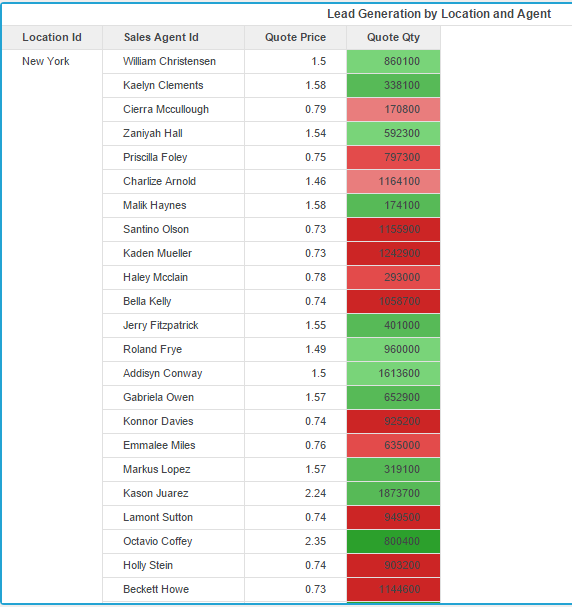 Lead Generation by Location and Agent
Location Id Sales Agent Id Quote Price Quote Qty
New York William Christensen 1.5 860100
Kaelyn Clements 1.58 338100
Cierra Mccullough 0.79 170800
Zaniyah Hall 1.54 592300
Priscilla Foley 0.75 797300
Charlize Arnold 1.46 1164100
Malik Haynes 1.58 174100
Santino Olson 0.73 1155900
Kaden Mueller 0.73 1242900
Haley Mcclain 0.78 293000
Bella Kelly 0.74 1056700
Jerry Fitzpatrick 1.55 401000
Roland Frye 1.49 960000
Addisyn Conway 1.5 1613600
Gabriela Owen 1.57 652900
Konnor Davies 0.74 925200
Emmalee Miles 0.76 635000
Markus Lopez 1.57 319100
Kason Juarez 2.24 1873700
Lamont Sutton 0.74 949500
Octavio Coffey 2.35 800400
Holly Stein 0.74 903200
Beckett Howe 0.73 1144600